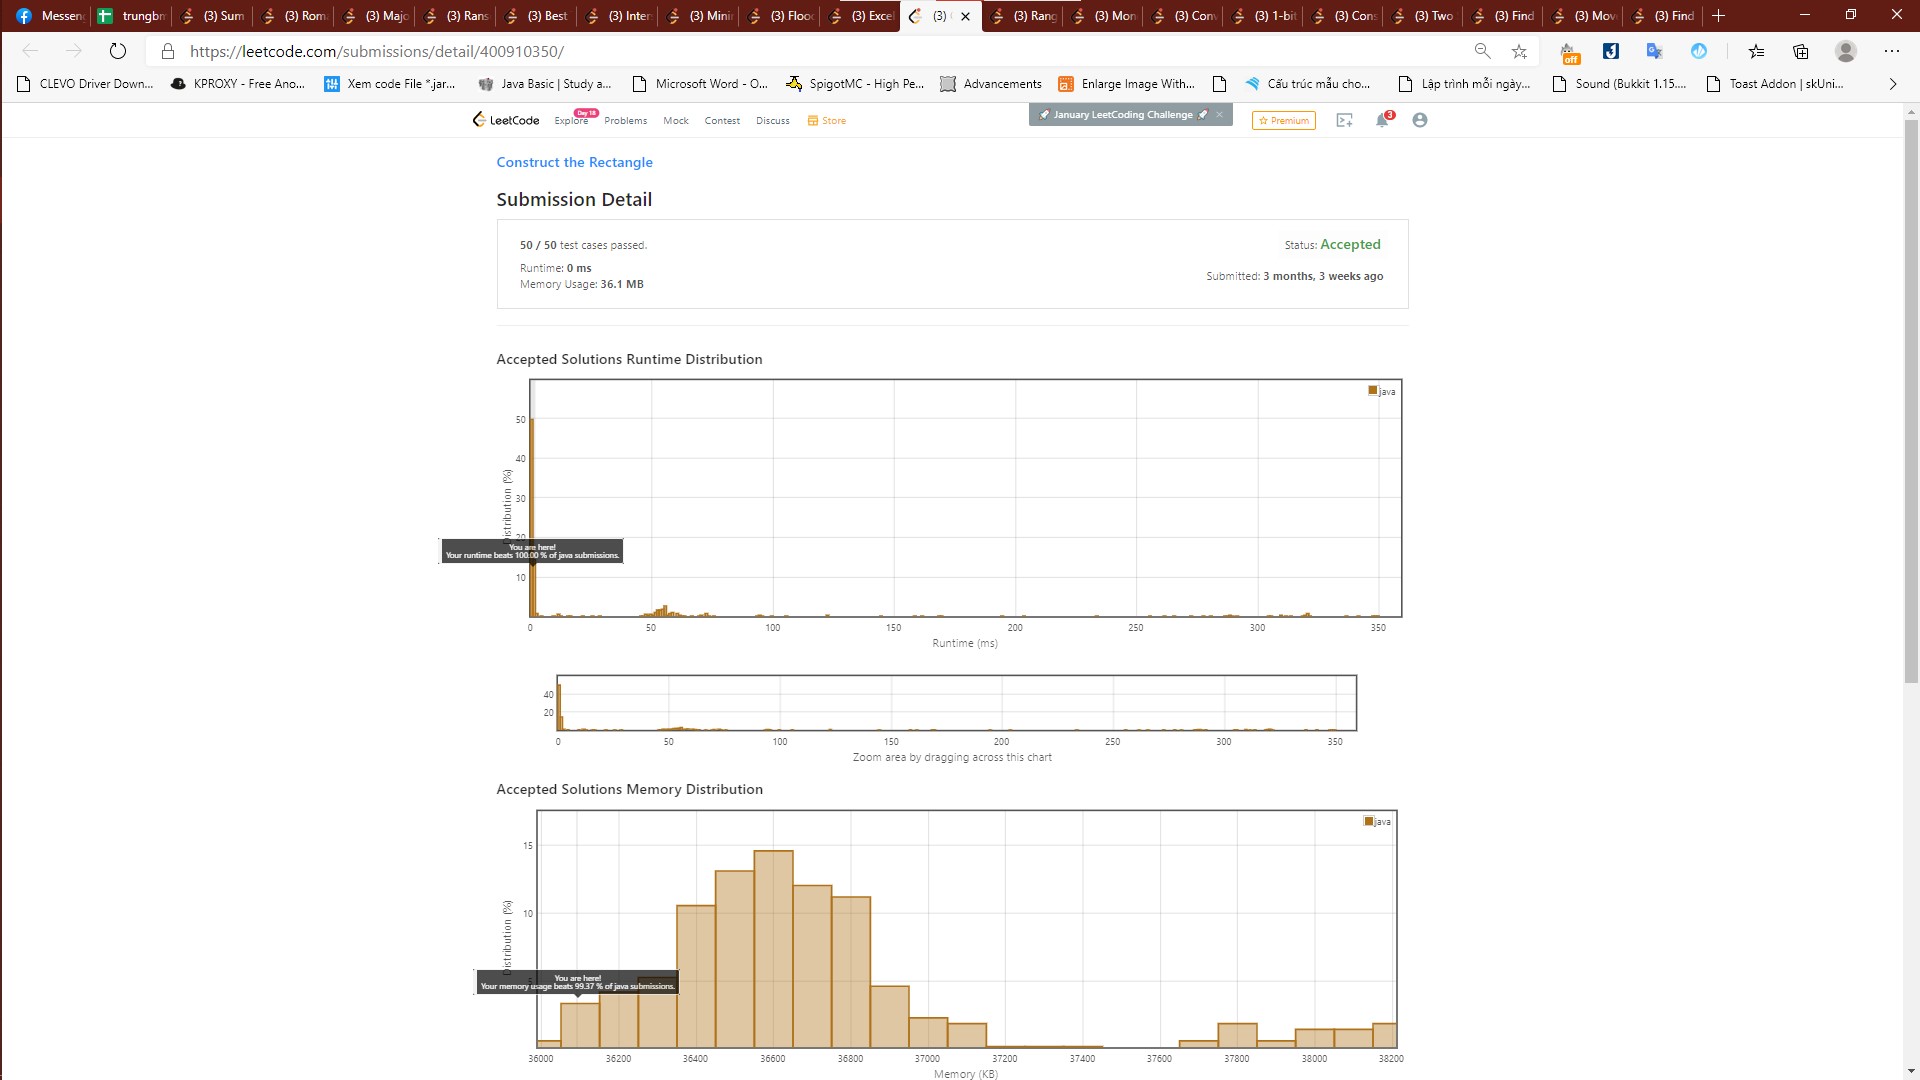 Messen
trungbr
(3) Sum
(3) Rom
(3) Majo
(3) Rans
(3) Best
(3) Inter
(3) Mini
(3) Floo
(3) Excel
(3)
(3) Rang
(3) Mon
(3) Con
(3) 1-bit
(3) Cons
(3) Two
(3) Find
(3) Mov
(3) Find
https://leetcode.com/submissions/detail/400910350/
off
CLEVO Driver Down...
KPROXY - Free Ano...
Xem code File *.jar...
Java Basic | Study a...
Microsoft Word - O...
SpigotMC - High Pe...
Advancements
Enlarge Image With...
Cấu trúc mẫu cho...
Lập trình mỗi ngày...
Sound (Bukkit 1.15....
Toast Addon | skUni...
LeetCode
Explore
Day 18
Problems
Mock
Contest
Discuss
Store
January LeetCoding Challenge
Premium
3
Construct the Rectangle
Submission Detail
50 / 50 test cases passed.
Status: Accepted
Runtime: 0 ms
Submitted: 3 months, 3 weeks ago
Memory Usage: 36.1 MB
Accepted Solutions Runtime Distribution
java
50
40
30
20
10
Distribution (%)
You are here!
Your runtime beats 100.00 % of java submissions.
0 50 100 150 200 250 300 350
Runtime (ms)
40
20
0 50 100 150 200 250 300 350
Zoom area by dragging across this chart
Accepted Solutions Memory Distribution
java
15
10
5
Distribution (%)
You are here!
Your memory usage beats 99.37 % of java submissions.
36000 36200 36400 36600 36800 37000 37200 37400 37600 37800 38000 38200
Memory (KB)